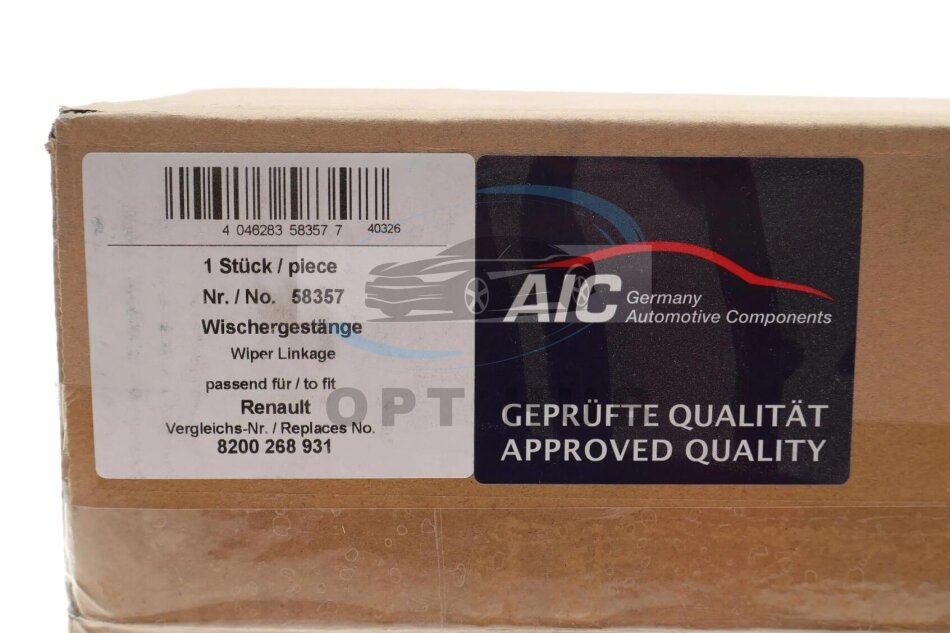 4 046283 58357 7 40326
1 Stück / piece
Nr. / No. 58357
Wischergestänge
Wiper Linkage
passend für / to fit
Renault
Vergleichs-Nr. / Replaces No.
8200 268 931
AIC Germany
Automotive Components
GEPRÜFTE QUALITÄT
APPROVED QUALITY